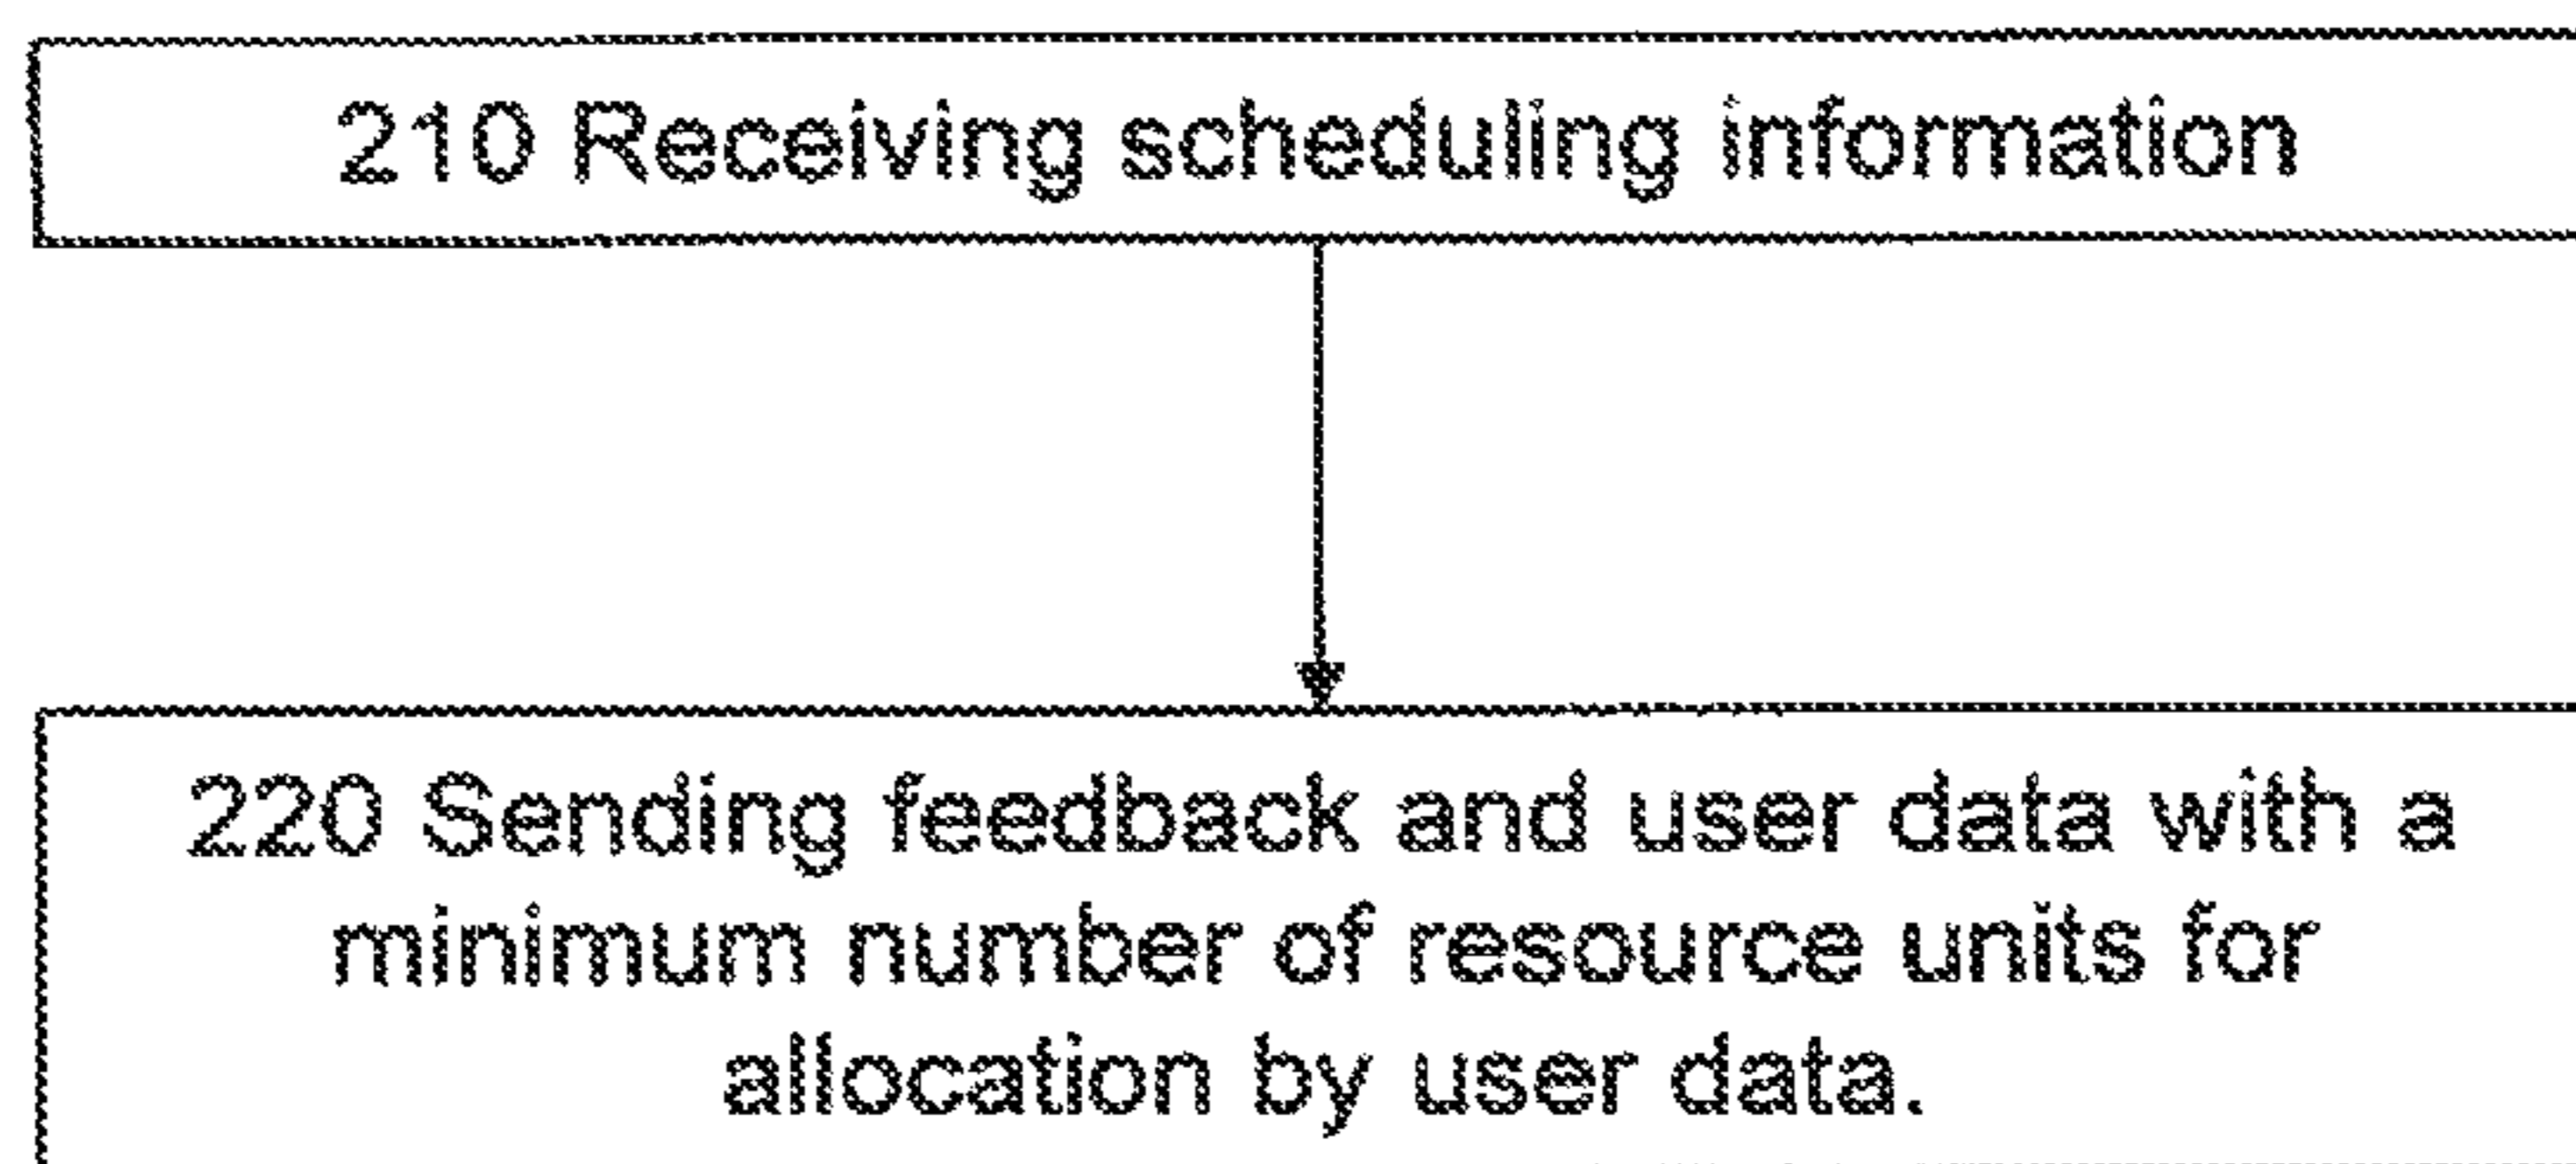 210 Receiving scheduling information
220 Sending feedback and user data with a
minimum number of resource units for
allocation by user data.